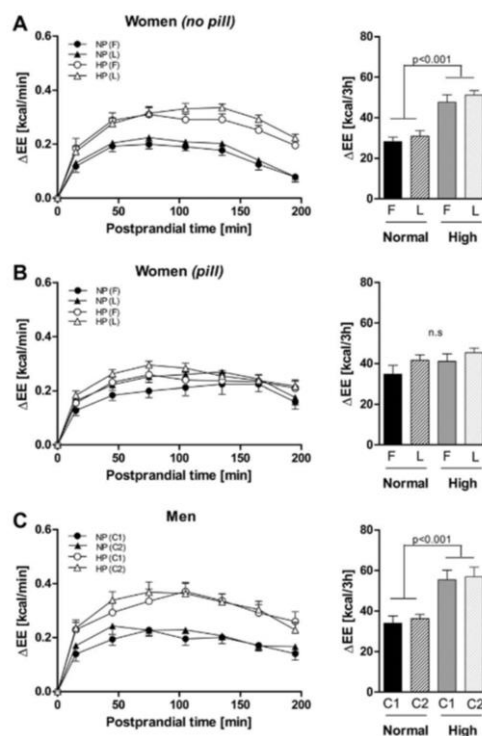 A
Women (no pill)
NP (F)
NP (L)
HP (F)
HP (L)
ΔEE [kcal/min]
0.6
0.4
0.2
0.0
0 50 100 150 200
Postprandial time [min]
p<0.001
ΔEE [kcal/3h]
80
60
40
20
0
F L F L
Normal High
B
Women (pill)
NP (F)
NP (L)
HP (F)
HP (L)
ΔEE [kcal/min]
0.6
0.4
0.2
0.0
0 50 100 150 200
Postprandial time [min]
n.s
ΔEE [kcal/3h]
80
60
40
20
0
F L F L
Normal High
C
Men
NP (C1)
NP (C2)
HP (C1)
HP (C2)
ΔEE [kcal/min]
0.6
0.4
0.2
0.0
0 50 100 150 200
Postprandial time [min]
p<0.001
ΔEE [kcal/3h]
80
60
40
20
0
C1 C2 C1 C2
Normal High